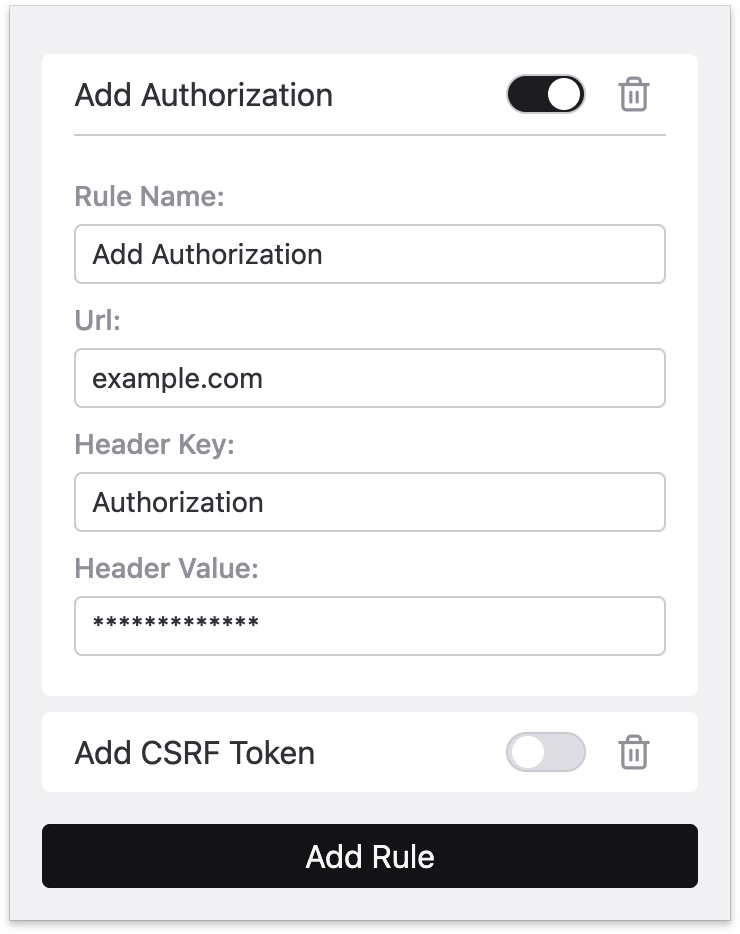 Add Authorization
Rule Name:
Add Authorization
Url:
example.com
Header Key:
Authorization
Header Value:
*************
Add CSRF Token
Add Rule